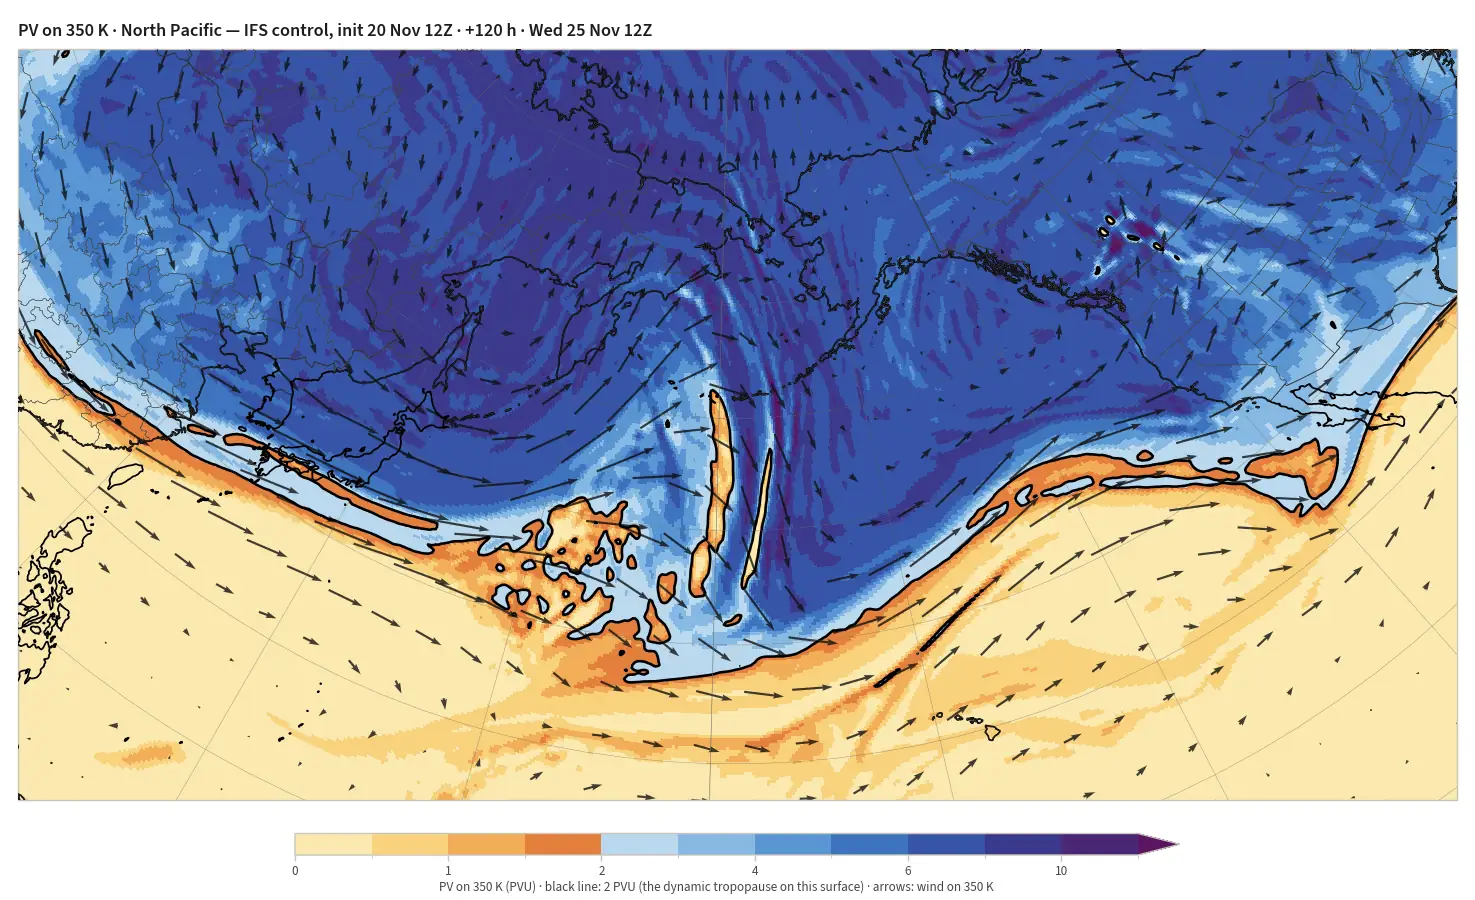 PV on 350 K · North Pacific — IFS control, init 20 Nov 12Z · +120 h · Wed 25 Nov 12Z
0 1 2 4 6 10
PV on 350 K (PVU) · black line: 2 PVU (the dynamic tropopause on this surface) · arrows: wind on 350 K